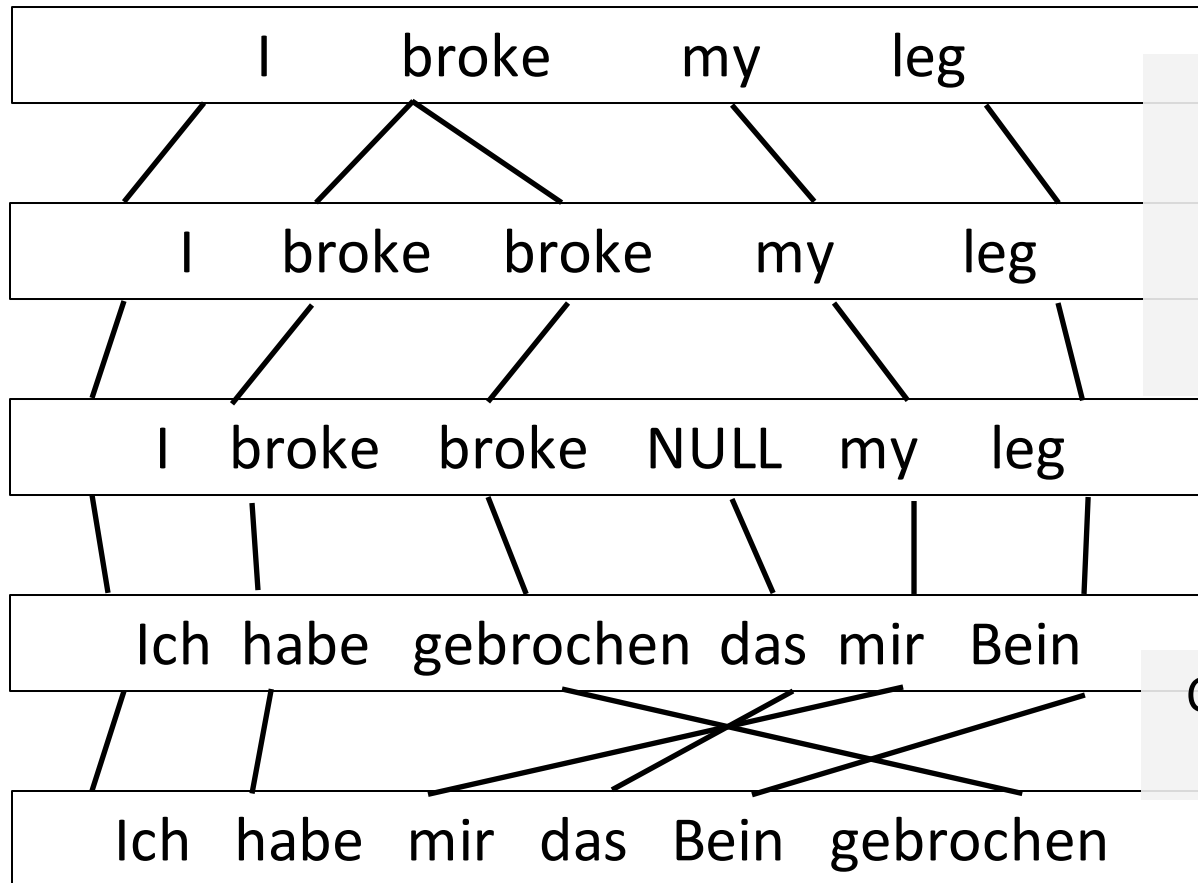 I broke my leg
I broke broke my leg
I broke broke NULL my leg
Ich habe gebrochen das mir Bein
Ich habe mir das Bein gebrochen